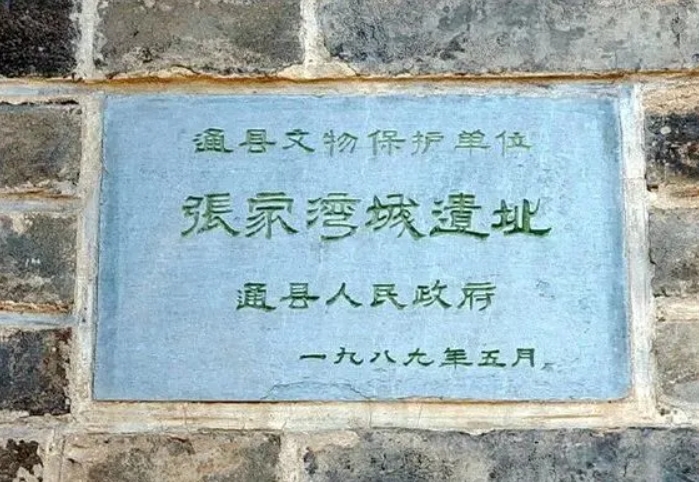 通县文物保护单位
張家湾城遺址
通县人民政府
一九八九年五月